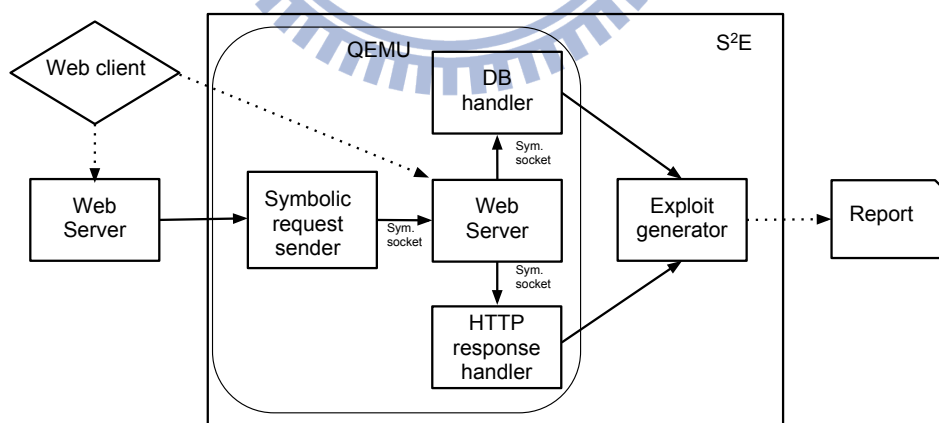 QEMU
S²E
Web client
DB
handler
Sym.
socket
Web
Server
Symbolic
request
sender
Sym.
socket
Web
Server
Exploit
generator
Report
Sym.
socket
HTTP
response
handler